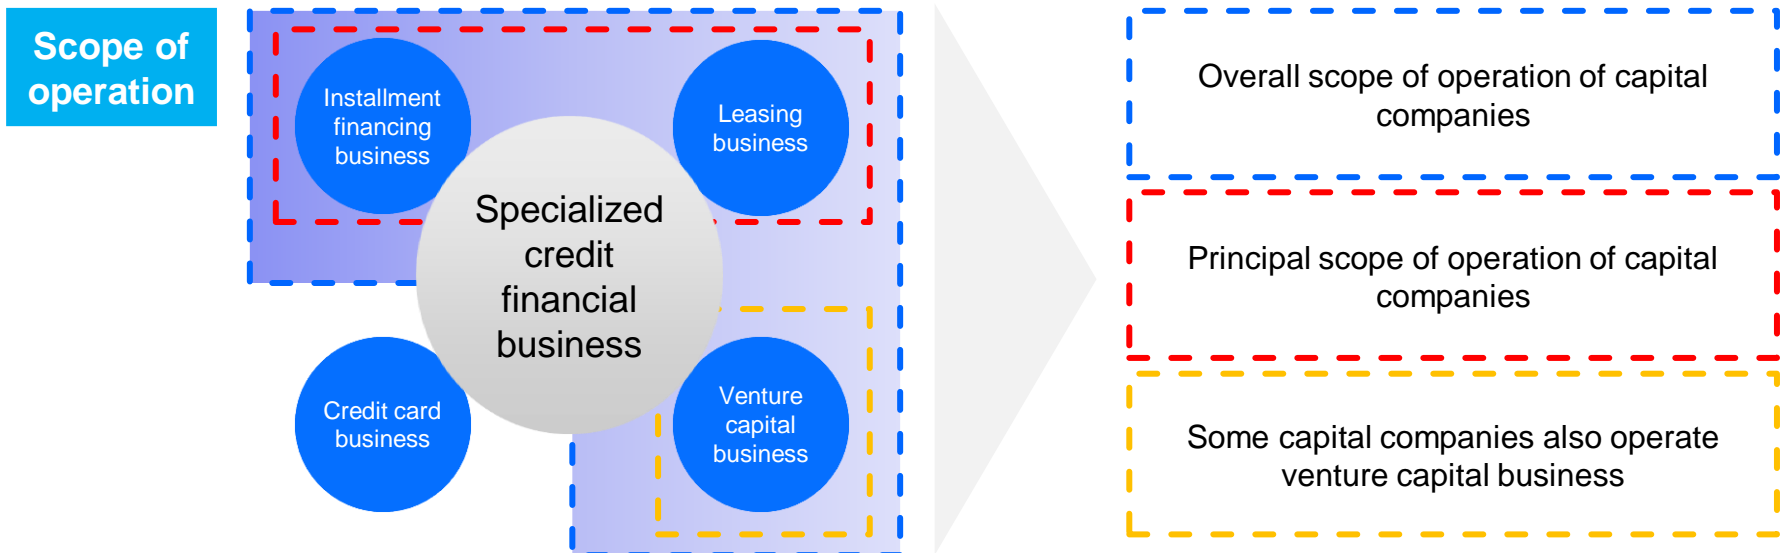 Scope of
operation
Installment
financing
business
Leasing
business
Specialized
credit
financial
business
Credit card
business
Venture
capital
business
Overall scope of operation of capital
companies
Principal scope of operation of capital
companies
Some capital companies also operate
venture capital business